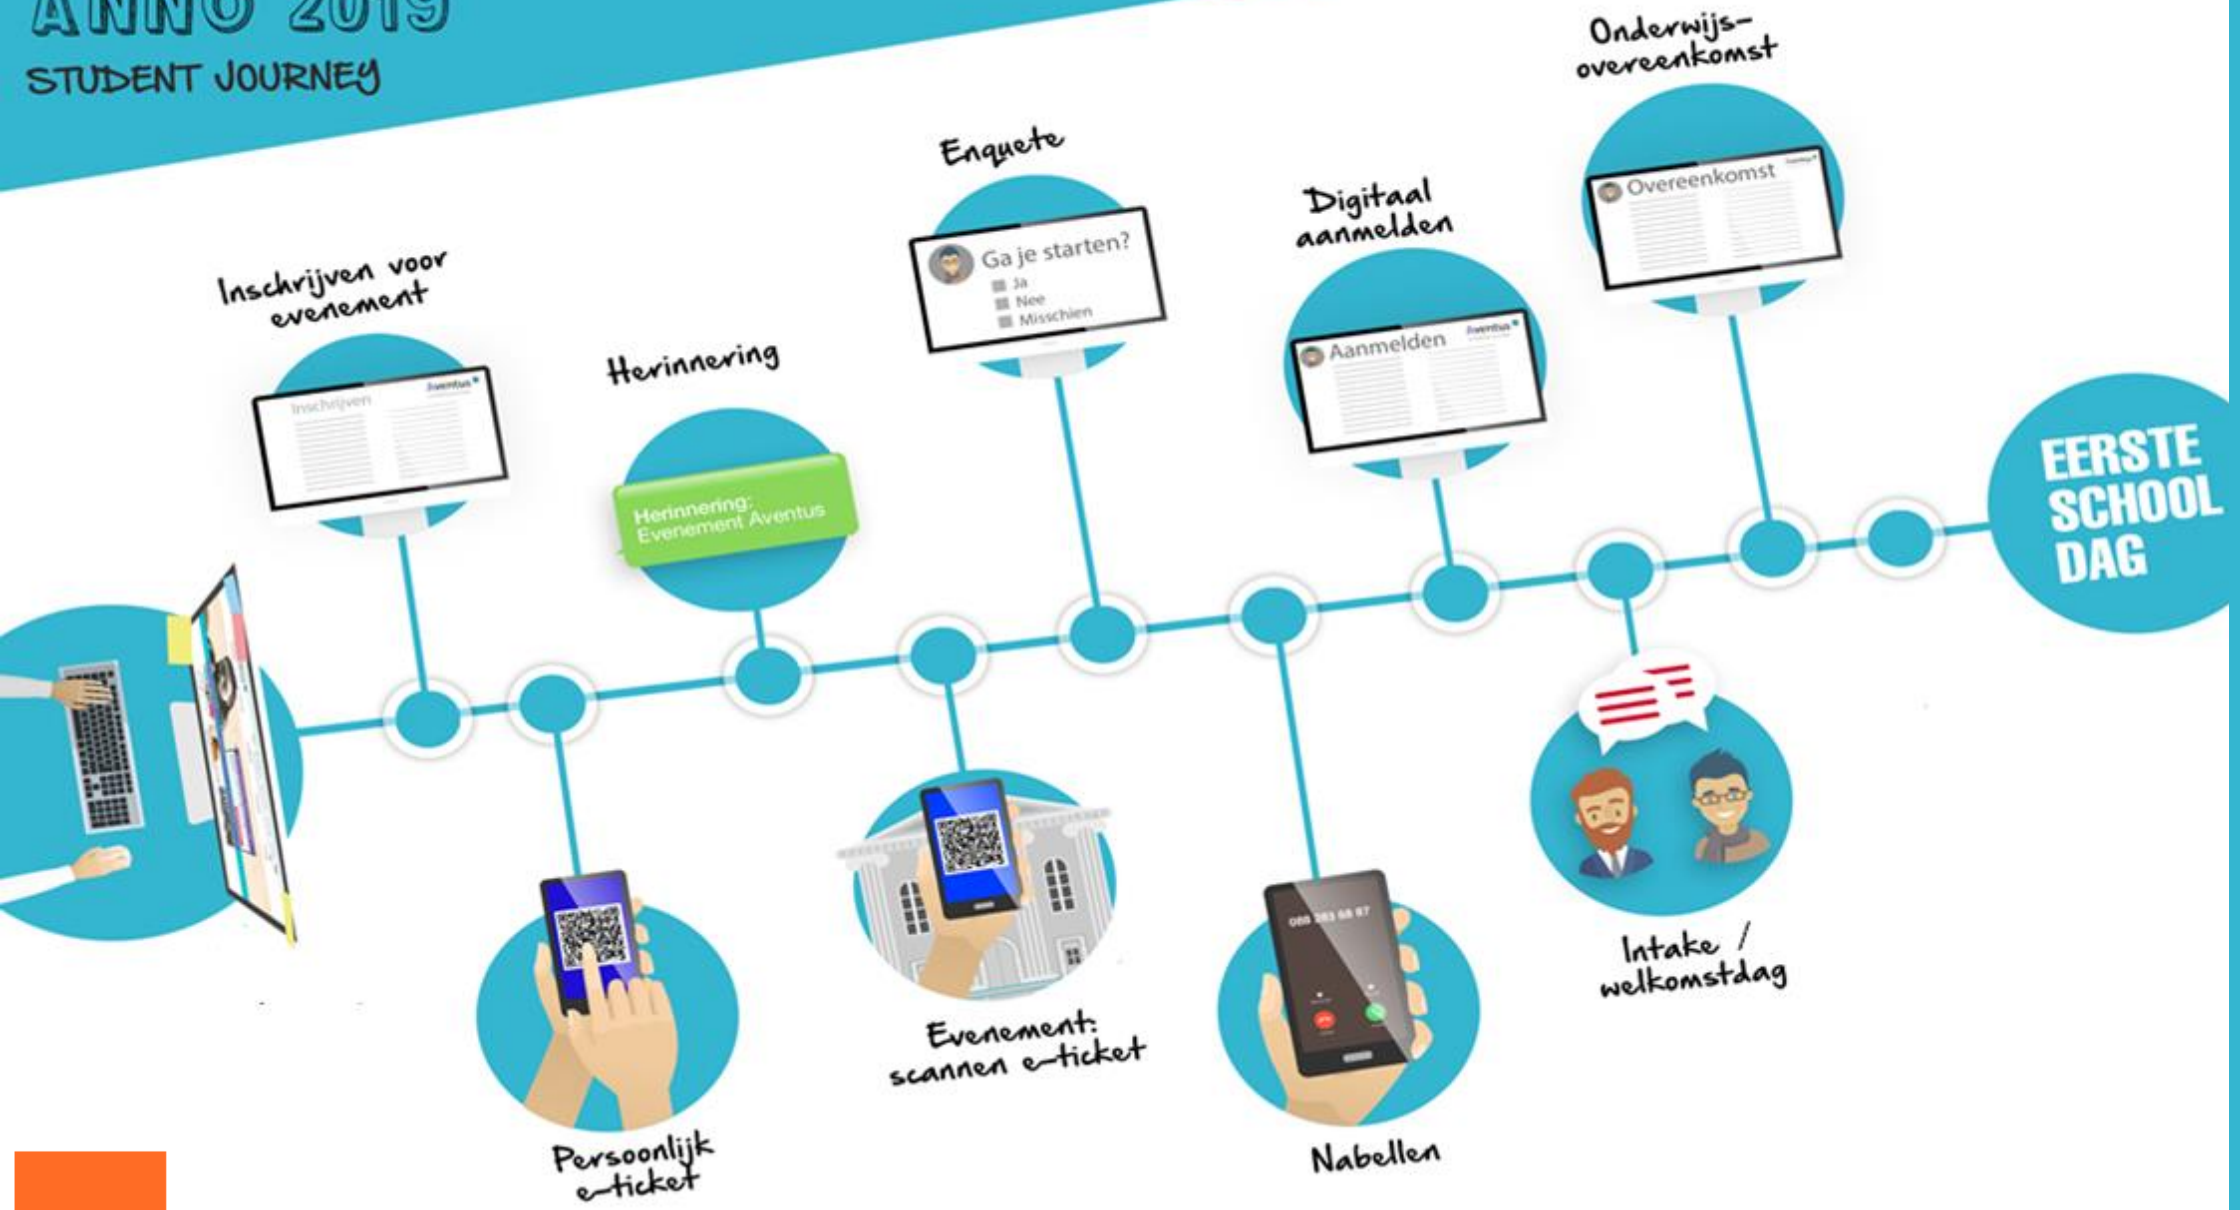 ANNO 2019
STUDENT JOURNEY
Inschrijven voor
evenement
Inschrijven
Aventus
Persoonlijk
e-ticket
Herinnering
Herinnering:
Evenement Aventus
Evenement:
scannen e-ticket
Enquete
Ga je starten?
Ja
Nee
Misschien
Nabellen
Digitaal
aanmelden
Aanmelden
Aventus
Intake /
welkomstdag
Onderwijs-
overeenkomst
Overeenkomst
EERSTE
SCHOOL
DAG